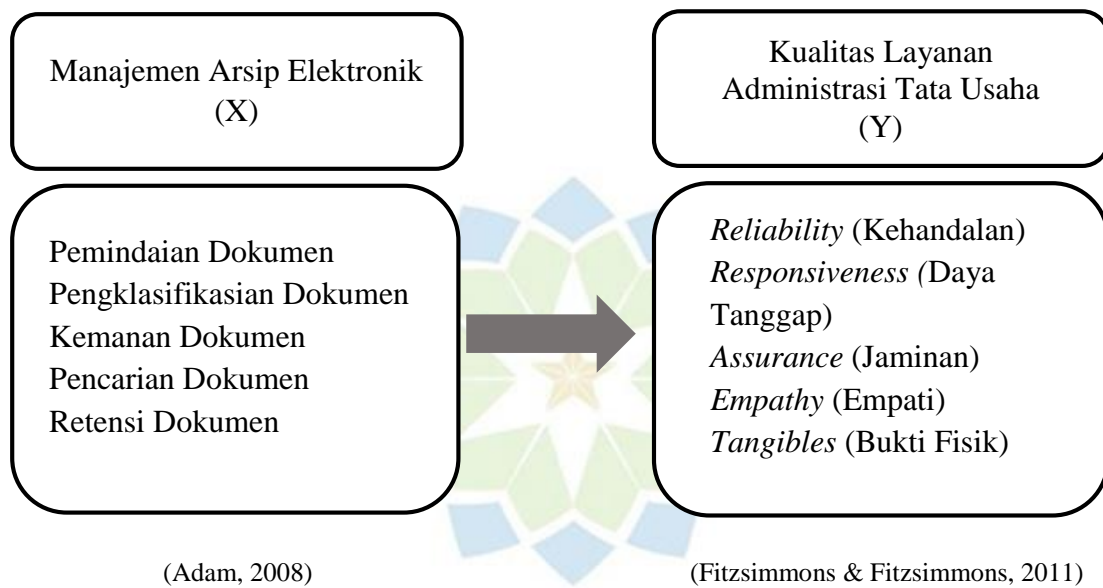 Manajemen Arsip Elektronik
(X)
Pemindaian Dokumen
Pengklasifikasian Dokumen
Kemanan Dokumen
Pencarian Dokumen
Retensi Dokumen
(Adam, 2008)
Kualitas Layanan
Administrasi Tata Usaha
(Y)
Reliability (Kehandalan)
Responsiveness (Daya
Tanggap)
Assurance (Jaminan)
Empathy (Empati)
Tangibles (Bukti Fisik)
(Fitzsimmons & Fitzsimmons, 2011)